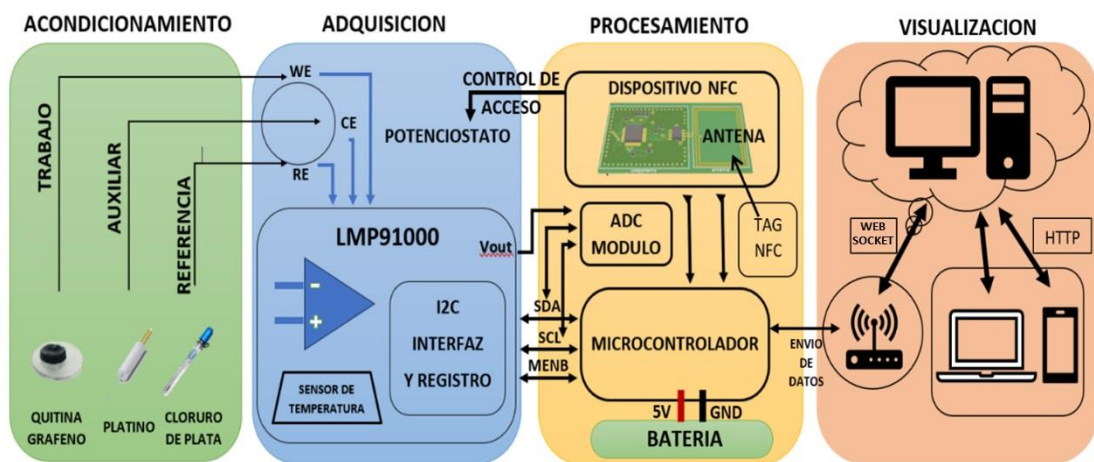 ACONDICIONAMIENTO
TRABAJO
AUXILIAR
REFERENCIA
QUITINA
GRAFENO
PLATINO
CLORURO
DE PLATA
ADQUISICION
WE
CE
RE
POTENCIOSTATO
LMP91000
Vout
I2C
INTERFAZ
Y REGISTRO
SENSOR DE
TEMPERATURA
SDA
SCL
MENB
PROCESAMIENTO
CONTROL DE
ACCESO
DISPOSITIVO NFC
ANTENA
ADC
MODULO
TAG
NFC
MICROCONTROLADOR
5V
GND
BATERIA
ENVIO
DE
DATOS
VISUALIZACION
WEB
SOCKET
HTTP